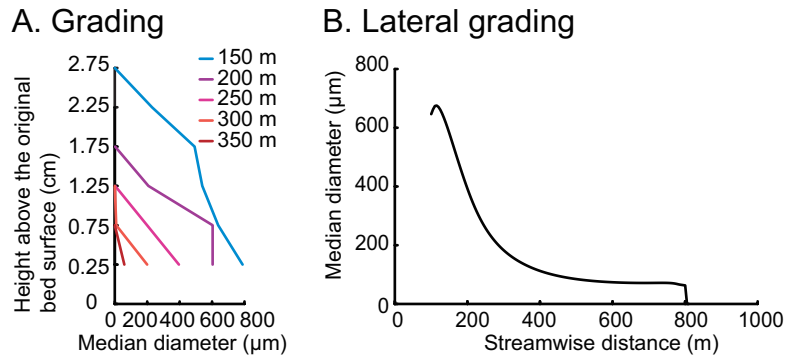 A. Grading
B. Lateral grading
150 m
200 m
250 m
300 m
350 m
Height above the original
bed surface (cm)
2.75
2.25
1.75
1.25
0.75
0.25
0
0 200 400 600 800
Median diameter (µm)
Median diameter (µm)
800
600
400
200
0
0 200 400 600 800 1000
Streamwise distance (m)